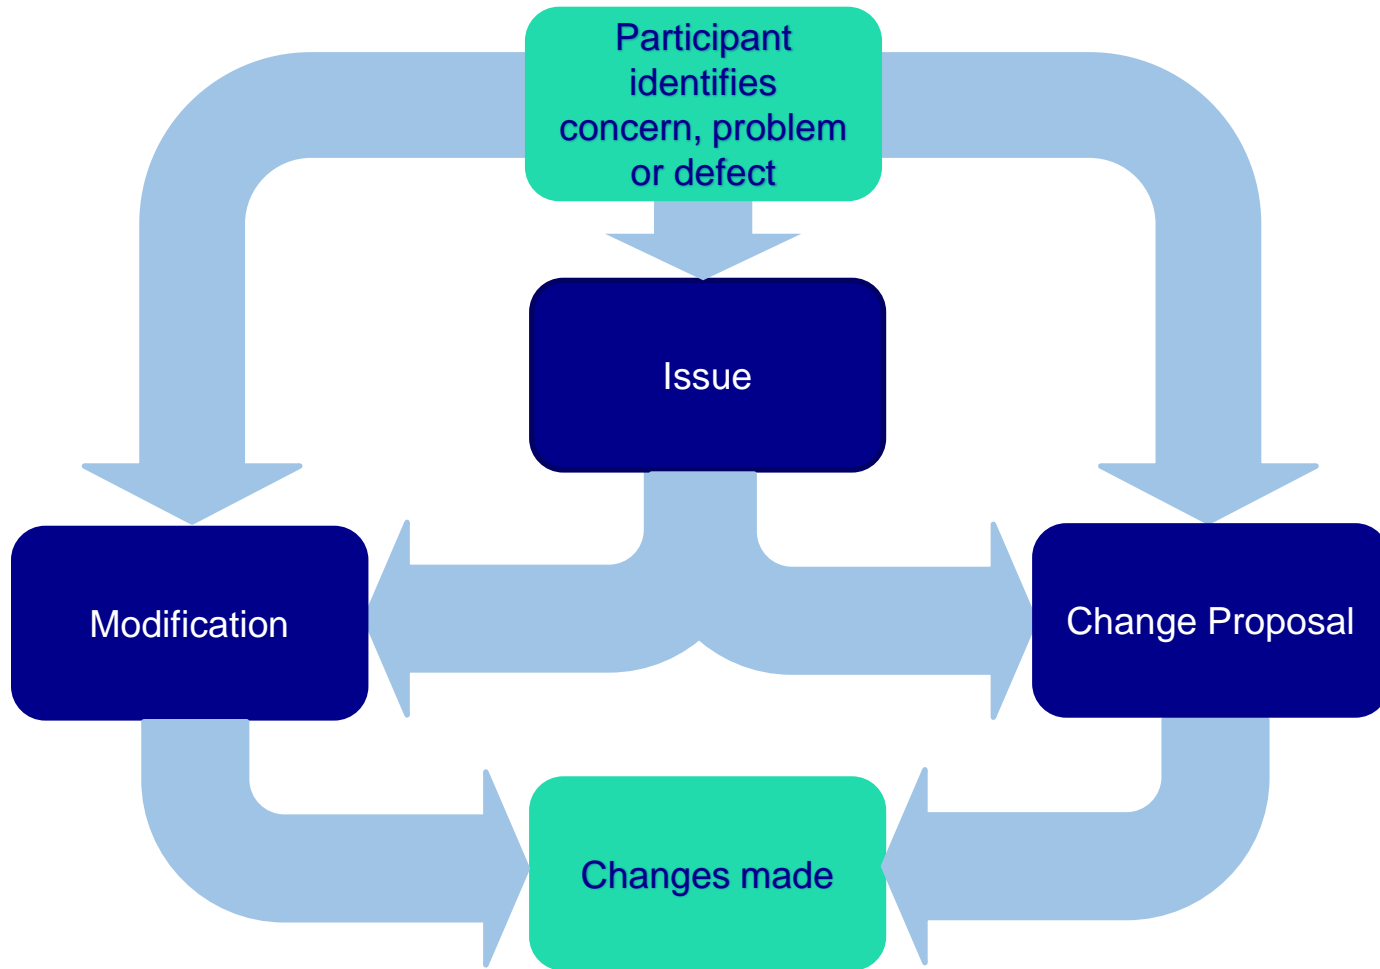 Participant
identifies
concern, problem
or defect
Issue
Modification
Change Proposal
Changes made